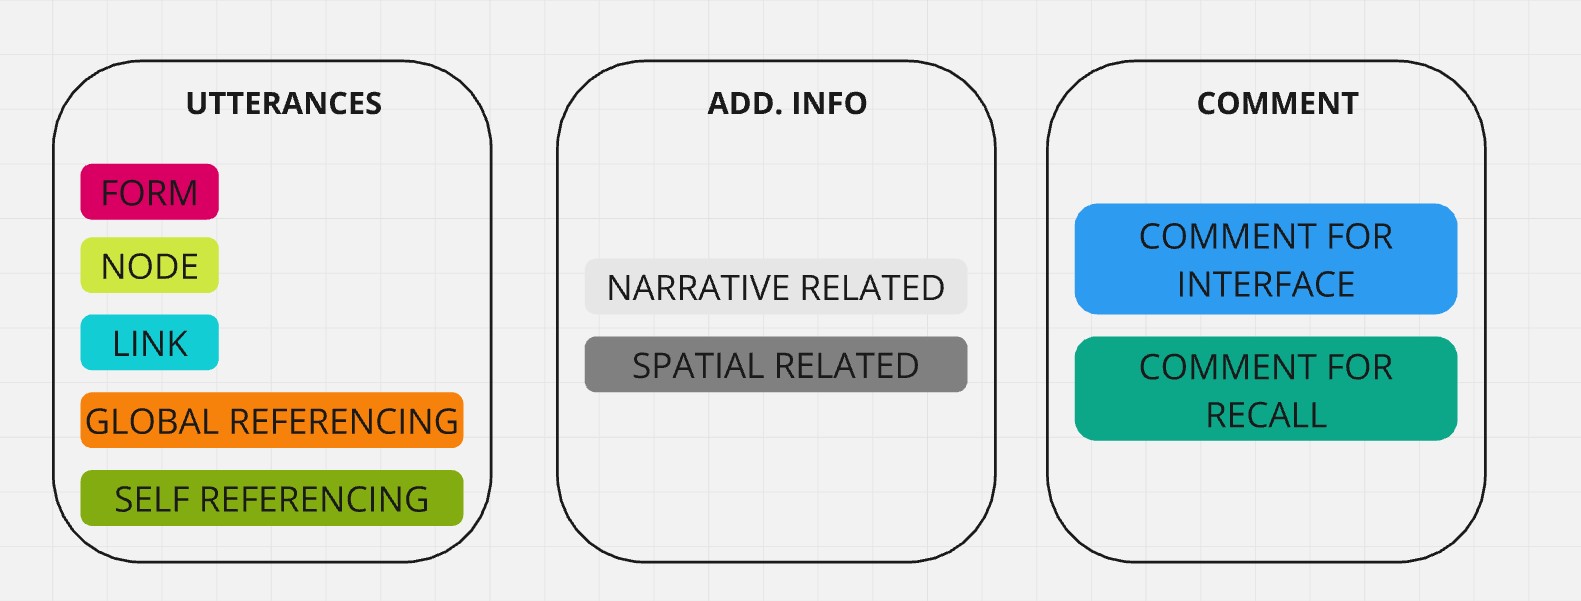 UTTERANCES
FORM
NODE
LINK
GLOBAL REFERENCING
SELF REFERENCING
ADD. INFO
NARRATIVE RELATED
SPATIAL RELATED
COMMENT
COMMENT FOR
INTERFACE
COMMENT FOR
RECALL